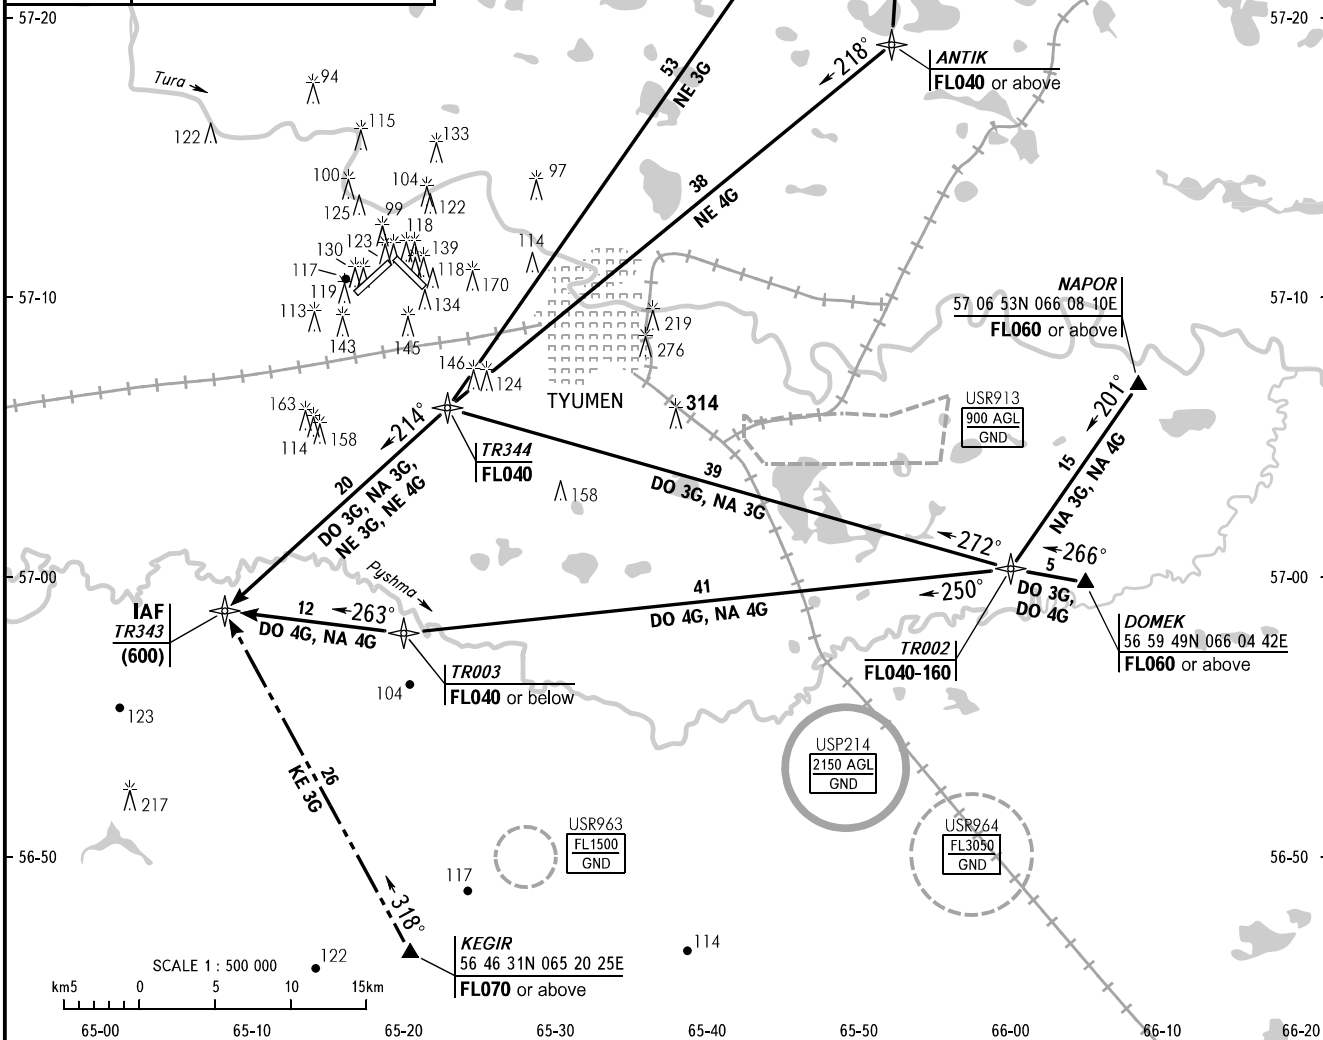 57-20
57-20
94
53
NE 3G
218°
ANTIK
FL040 or above
Tura
122
115
133
100
104
97
38
NE 4G
125
99
122
118
123
139
130
114
117
118
170
119
134
113
143
145
57-10
57-10
NAPOR
57 06 53N 066 08 10E
FL060 or above
219
276
146
124
TYUMEN
163
114
158
314
USR913
900 AGL
GND
201°
214°
TR344
FL040
15
NA 3G, NA 4G
20
DO 3G, NA 3G,
NE 3G, NE 4G
39
DO 3G, NA 3G
158
272°
266°
5
DO 3G,
DO 4G
Pyshma
57-00
57-00
41
DO 4G, NA 4G
250°
IAF
TR343
(600)
12
263°
DO 4G, NA 4G
DOMEK
56 59 49N 066 04 42E
FL060 or above
TR002
FL040-160
TR003
FL040 or below
104
123
217
26
KE 3G
USP214
2150 AGL
GND
USR963
FL1500
GND
USR964
FL3050
GND
56-50
56-50
117
318°
114
KEGIR
56 46 31N 065 20 25E
FL070 or above
122
SCALE 1 : 500 000
km5 0 5 10 15km
65-00 65-10 65-20 65-30 65-40 65-50 66-00 66-10 66-20